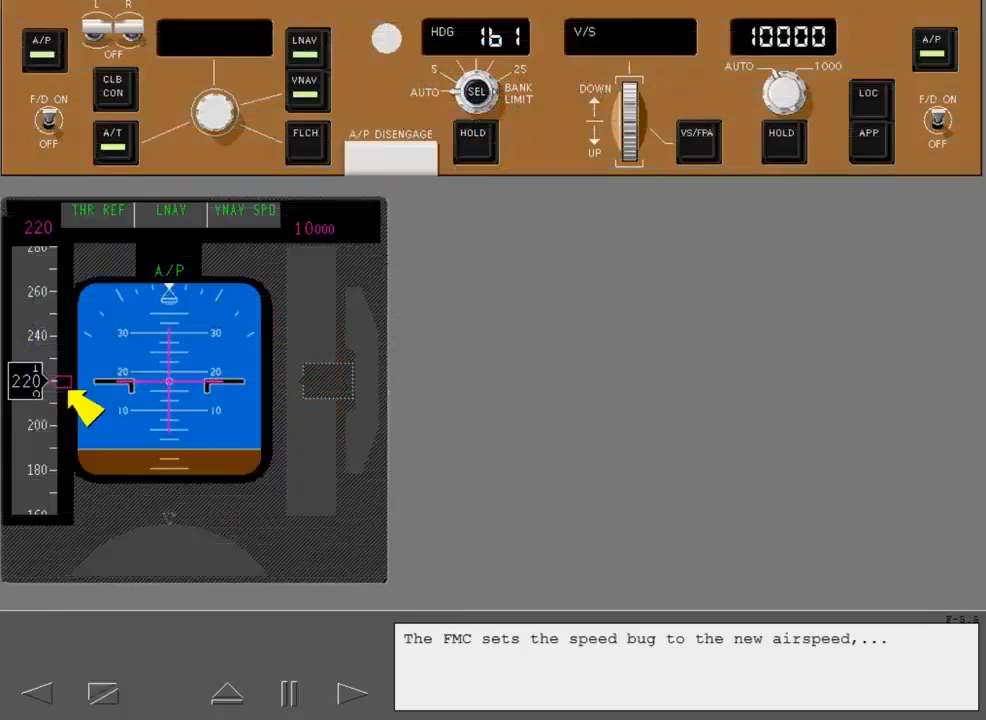 L R
A/P
OFF
CLB
CON
F/D ON
OFF
A/T
LNAV
VNAV
FLCH
A/P DISENGAGE
HDG 161
5 25
AUTO
SEL
BANK
LIMIT
HOLD
V/S
DOWN
UP
VS/FPA
10000
AUTO 1000
HOLD
LOC
APP
A/P
F/D ON
OFF
THR REF LNAV VNAV SPD
220 10000
A/P
280
260
240
220
200
180
160
30 30
20 20
10 10
The FMC sets the speed bug to the new airspeed,...